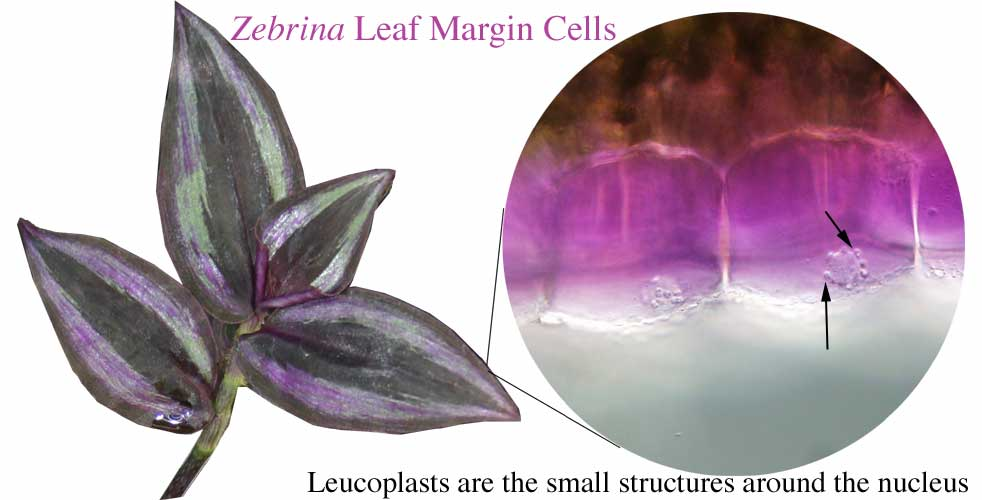 Zebrina Leaf Margin Cells
Leucoplasts are the small structures around the nucleus